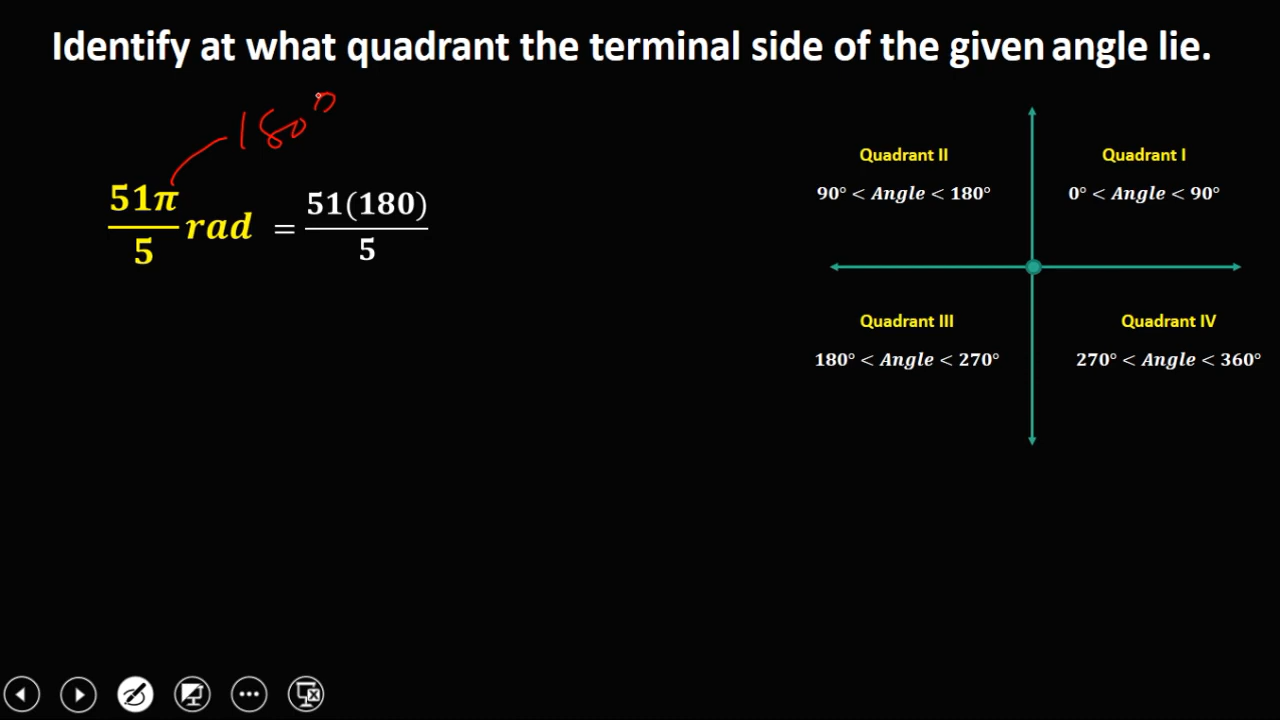 Identify at what quadrant the terminal side of the given angle lie.
180°
51π/5 rad = 51(180)/5
Quadrant II
90° < Angle < 180°
Quadrant I
0° < Angle < 90°
Quadrant III
180° < Angle < 270°
Quadrant IV
270° < Angle < 360°